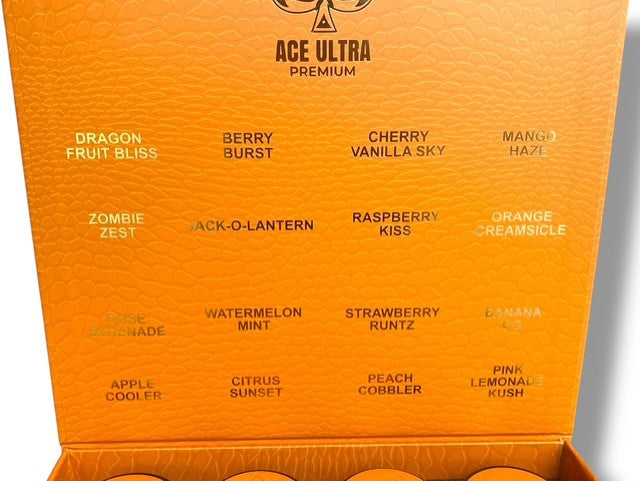 ACE ULTRA
PREMIUM
DRAGON
FRUIT BLISS
BERRY
BURST
CHERRY
VANILLA SKY
MANGO
HAZE
ZOMBIE
ZEST
JACK-O-LANTERN
RASPBERRY
KISS
ORANGE
CREAMSICLE
WATERMELON
MINT
STRAWBERRY
RUNTZ
BANANA
OG
APPLE
COOLER
CITRUS
SUNSET
PEACH
COBBLER
PINK
LEMONADE
KUSH